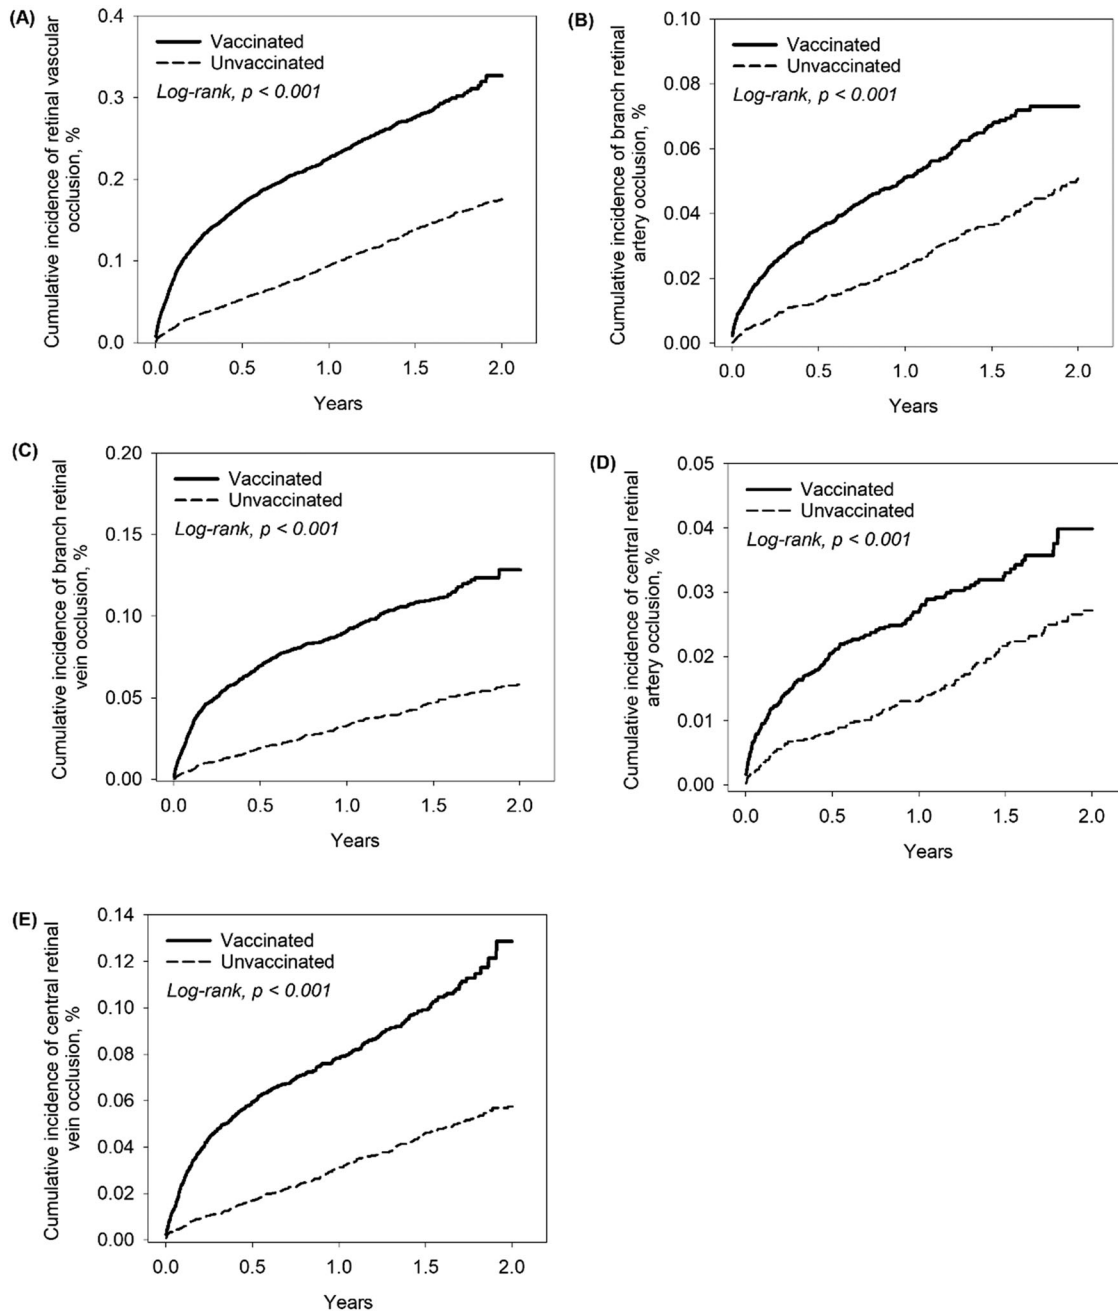 (A)
Cumulative incidence of retinal vascular
occlusion, %
0.4
0.3
0.2
0.1
0.0
Vaccinated
Unvaccinated
Log-rank, p < 0.001
0.0 0.5 1.0 1.5 2.0
Years
(B)
Cumulative incidence of branch retinal
artery occlusion, %
0.10
0.08
0.06
0.04
0.02
0.00
Vaccinated
Unvaccinated
Log-rank, p < 0.001
0.0 0.5 1.0 1.5 2.0
Years
(C)
Cumulative incidence of branch retinal
vein occlusion, %
0.20
0.15
0.10
0.05
0.00
Vaccinated
Unvaccinated
Log-rank, p < 0.001
0.0 0.5 1.0 1.5 2.0
Years
(D)
Cumulative incidence of central retinal
artery occlusion, %
0.05
0.04
0.03
0.02
0.01
0.00
Vaccinated
Unvaccinated
Log-rank, p < 0.001
0.0 0.5 1.0 1.5 2.0
Years
(E)
Cumulative incidence of central retinal
vein occlusion, %
0.14
0.12
0.10
0.08
0.06
0.04
0.02
0.00
Vaccinated
Unvaccinated
Log-rank, p < 0.001
0.0 0.5 1.0 1.5 2.0
Years